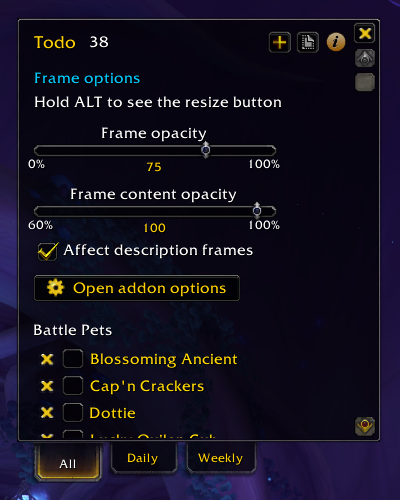 Todo 38
Frame options
Hold ALT to see the resize button
Frame opacity
0% 75 100%
Frame content opacity
60% 100 100%
Affect description frames
Open addon options
Battle Pets
Blossoming Ancient
Cap'n Crackers
Dottie
All Daily Weekly